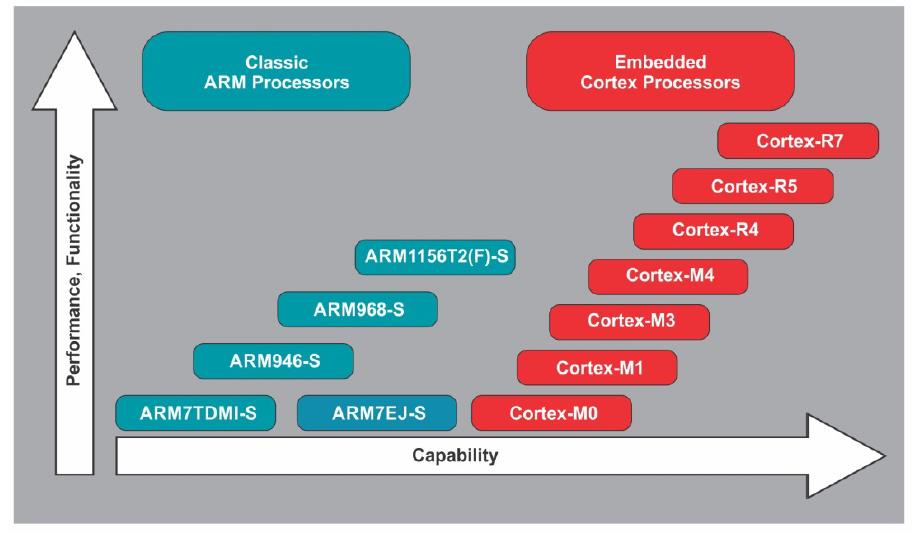 Classic
ARM Processors
Embedded
Cortex Processors
Performance, Functionality
Cortex-R7
Cortex-R5
Cortex-R4
ARM1156T2(F)-S
Cortex-M4
ARM968-S
Cortex-M3
ARM946-S
Cortex-M1
ARM7TDMI-S
ARM7EJ-S
Cortex-M0
Capability